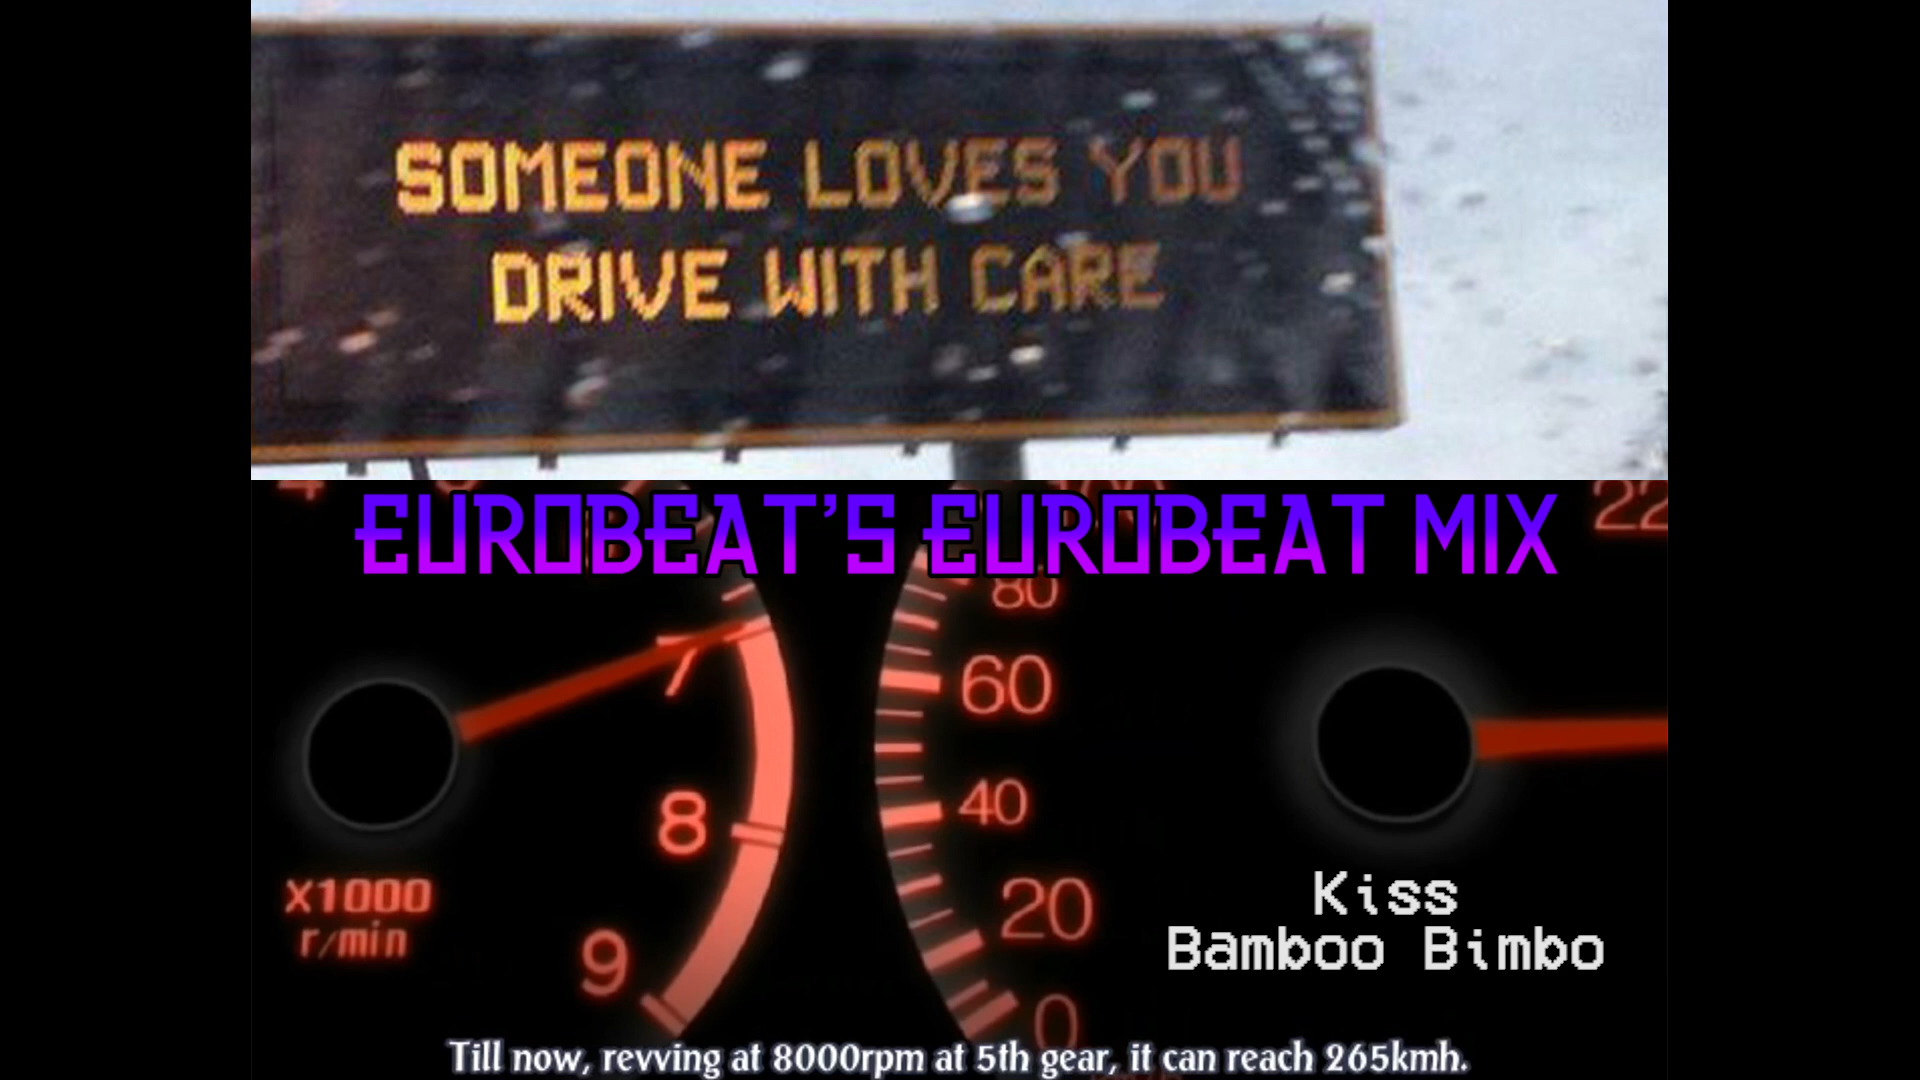 SOMEONE LOVES YOU
DRIVE WITH CARE
EUROBEAT'S EUROBEAT MIX
80
7
60
8
40
X1000
r/min
20
9
0
Kiss
Bamboo Bimbo
Till now, revving at 8000rpm at 5th gear, it can reach 265kmh.